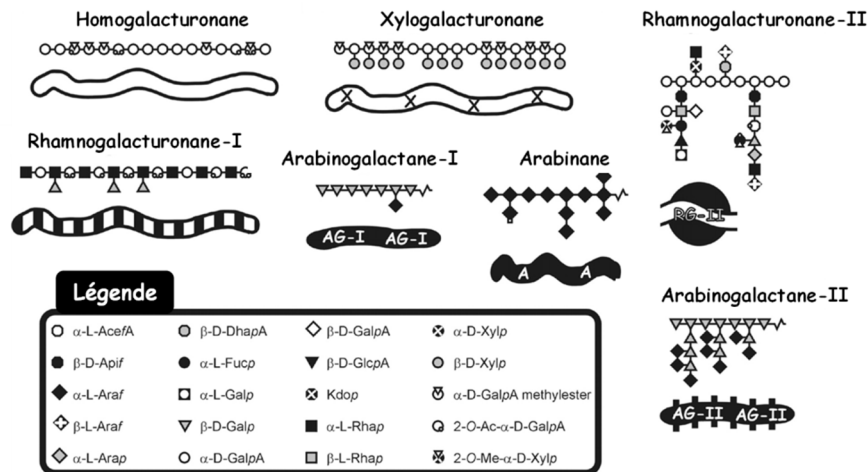 Homogalacturonane
Xylogalacturonane
Rhamnogalacturonane-II
Rhamnogalacturonane-I
Arabinogalactane-I
Arabinane
RG-II
AG-I AG-I
A A
Arabinogalactane-II
AG-II AG-II
Légende
α-L-AcefA
β-D-DhapA
β-D-GalpA
α-D-Xylp
β-D-Apif
α-L-Fucp
β-D-GlcpA
β-D-Xylp
α-L-Araf
α-L-Galp
Kdop
α-D-GalpA methylester
β-L-Araf
β-D-Galp
α-L-Rhap
2-O-Ac-α-D-GalpA
α-L-Arap
α-D-GalpA
β-L-Rhap
2-O-Me-α-D-Xylp